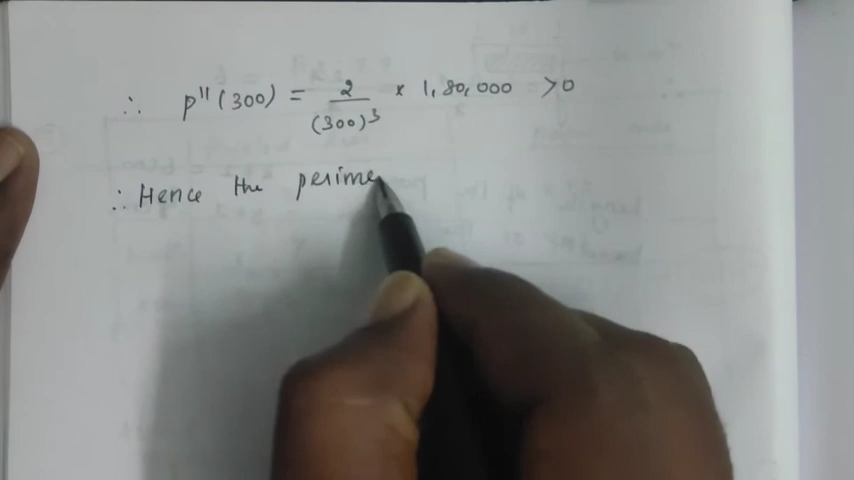 ∴ p"(300) = 2/(300)³ × 1,80,000 >0
∴ Hence the perime